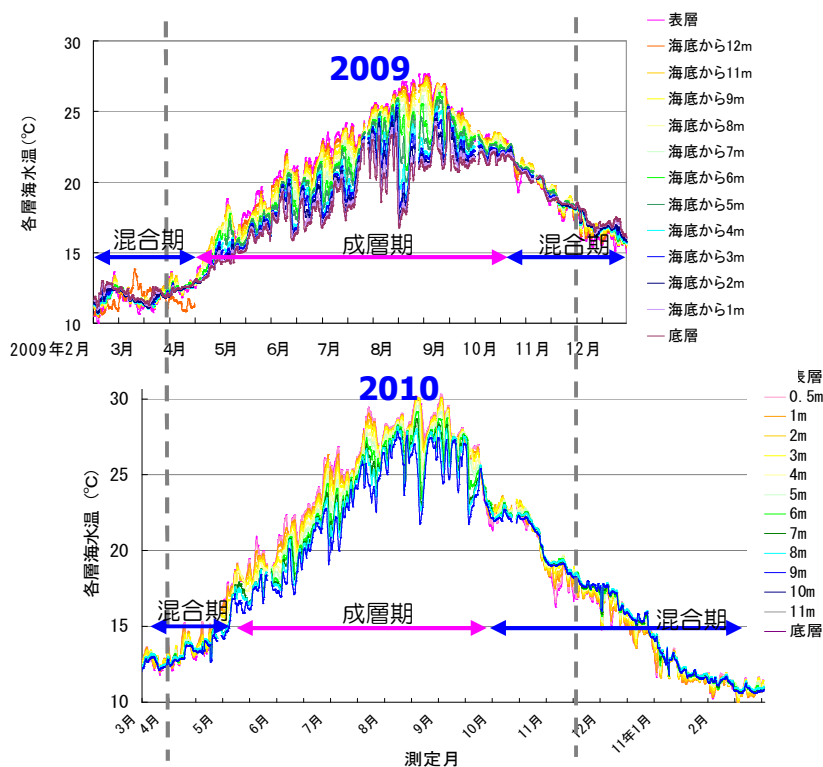 2009
各層海水温(℃)
30
25
20
15
10
混合期
成層期
混合期
2009年2月
3月
4月
5月
6月
7月
8月
9月
10月
11月
12月
表層
海底から12m
海底から11m
海底から9m
海底から8m
海底から7m
海底から6m
海底から5m
海底から4m
海底から3m
海底から2m
海底から1m
底層
2010
各層海水温 (℃)
30
25
20
15
10
混合期
成層期
混合期
3月
4月
5月
6月
7月
8月
9月
10月
11月
12月
11年1月
2月
測定月
表層
0.5m
1m
2m
3m
4m
5m
6m
7m
8m
9m
10m
11m
底層